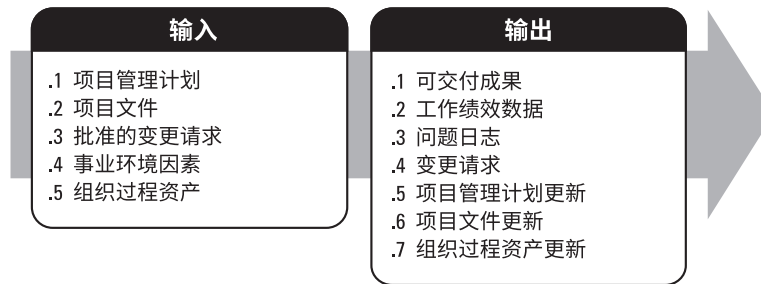 输入
.1 项目管理计划
.2 项目文件
.3 批准的变更请求
.4 事业环境因素
.5 组织过程资产
输出
.1 可交付成果
.2 工作绩效数据
.3 问题日志
.4 变更请求
.5 项目管理计划更新
.6 项目文件更新
.7 组织过程资产更新